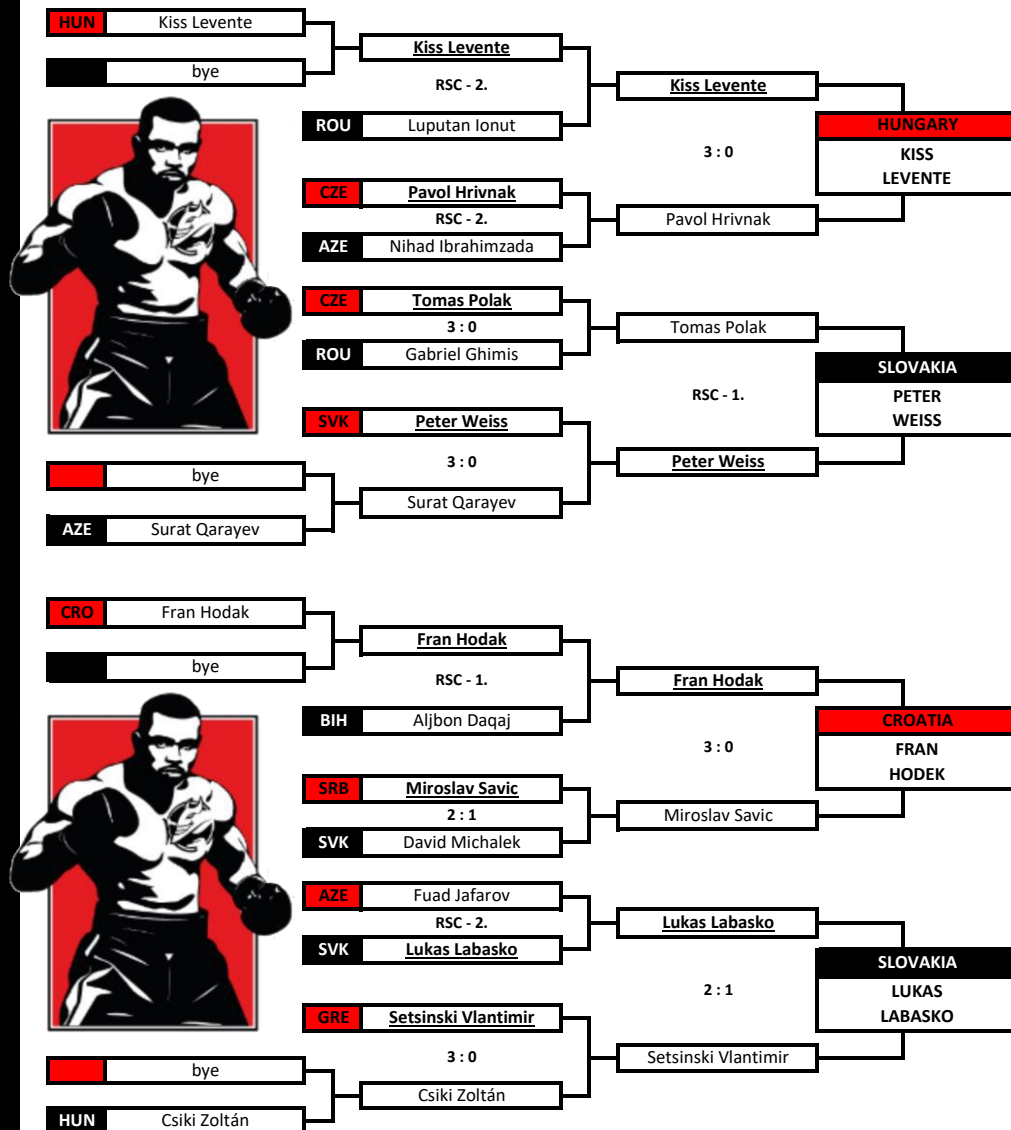 HUN Kiss Levente
bye
Kiss Levente
RSC - 2.
ROU Luputan Ionut
Kiss Levente
3 : 0
HUNGARY
KISS
LEVENTE
CZE Pavol Hrivnak
RSC - 2.
AZE Nihad Ibrahimzada
Pavol Hrivnak
CZE Tomas Polak
3 : 0
ROU Gabriel Ghimis
Tomas Polak
RSC - 1.
SLOVAKIA
PETER
WEISS
SVK Peter Weiss
3 : 0
Peter Weiss
bye
Surat Qarayev
AZE Surat Qarayev
CRO Fran Hodak
bye
Fran Hodak
RSC - 1.
BIH Aljbon Daqaj
Fran Hodak
3 : 0
CROATIA
FRAN
HODEK
SRB Miroslav Savic
2 : 1
SVK David Michalek
Miroslav Savic
AZE Fuad Jafarov
RSC - 2.
SVK Lukas Labasko
Lukas Labasko
2 : 1
SLOVAKIA
LUKAS
LABASKO
GRE Setsinski Vlantimir
3 : 0
Setsinski Vlantimir
bye
Csiki Zoltán
HUN Csiki Zoltán